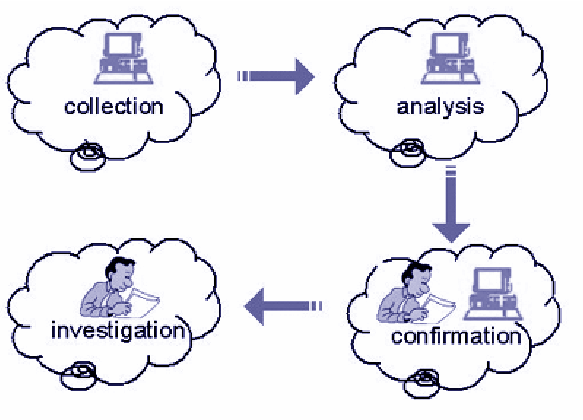 collection
analysis
confirmation
investigation